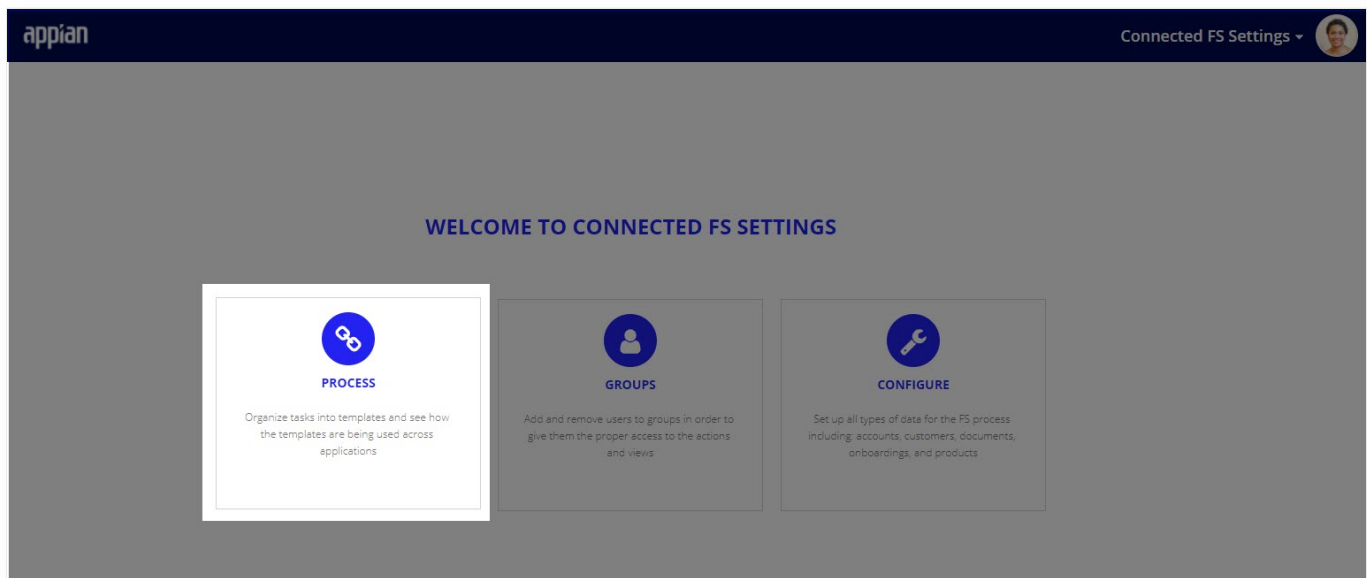 appian
Connected FS Settings
WELCOME TO CONNECTED FS SETTINGS
PROCESS
Organize tasks into templates and see how
the templates are being used across
applications
GROUPS
Add and remove users to groups in order to
give them the proper access to the actions
and views
CONFIGURE
Set up all types of data for the FS process
including: accounts, customers, documents,
onboardings, and products